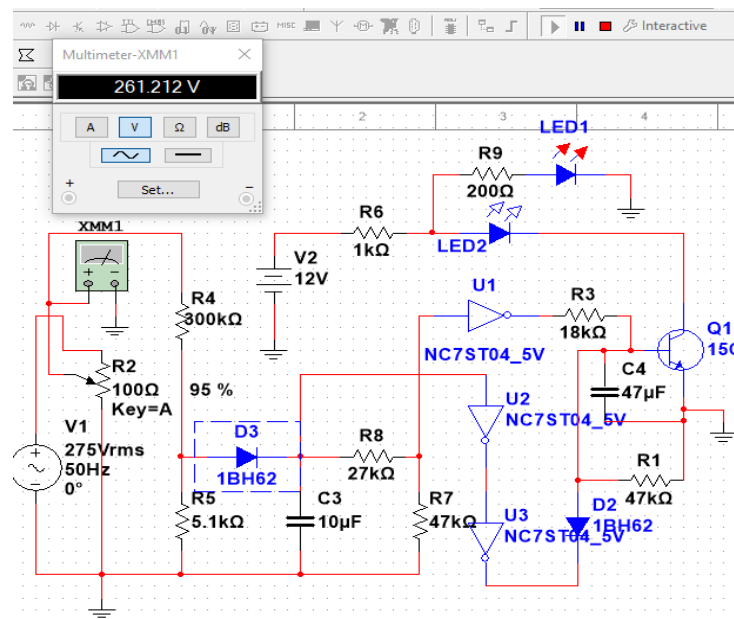 MISC
Interactive
Multimeter-XMM1
261.212 V
A
V
Ω
dB
+
Set...
−
2
3
4
LED1
R9
200Ω
XMM1
R6
1kΩ
LED2
V2
12V
U1
R4
300kΩ
R3
18kΩ
NC7ST04_5V
Q1
R2
100Ω
Key=A
95 %
C4
47µF
V1
275Vrms
50Hz
0°
D3
1BH62
R8
27kΩ
U2
NC7ST04_5V
R1
47kΩ
R5
5.1kΩ
C3
10µF
R7
47kΩ
U3
NC7ST04_5V
D2
1BH62